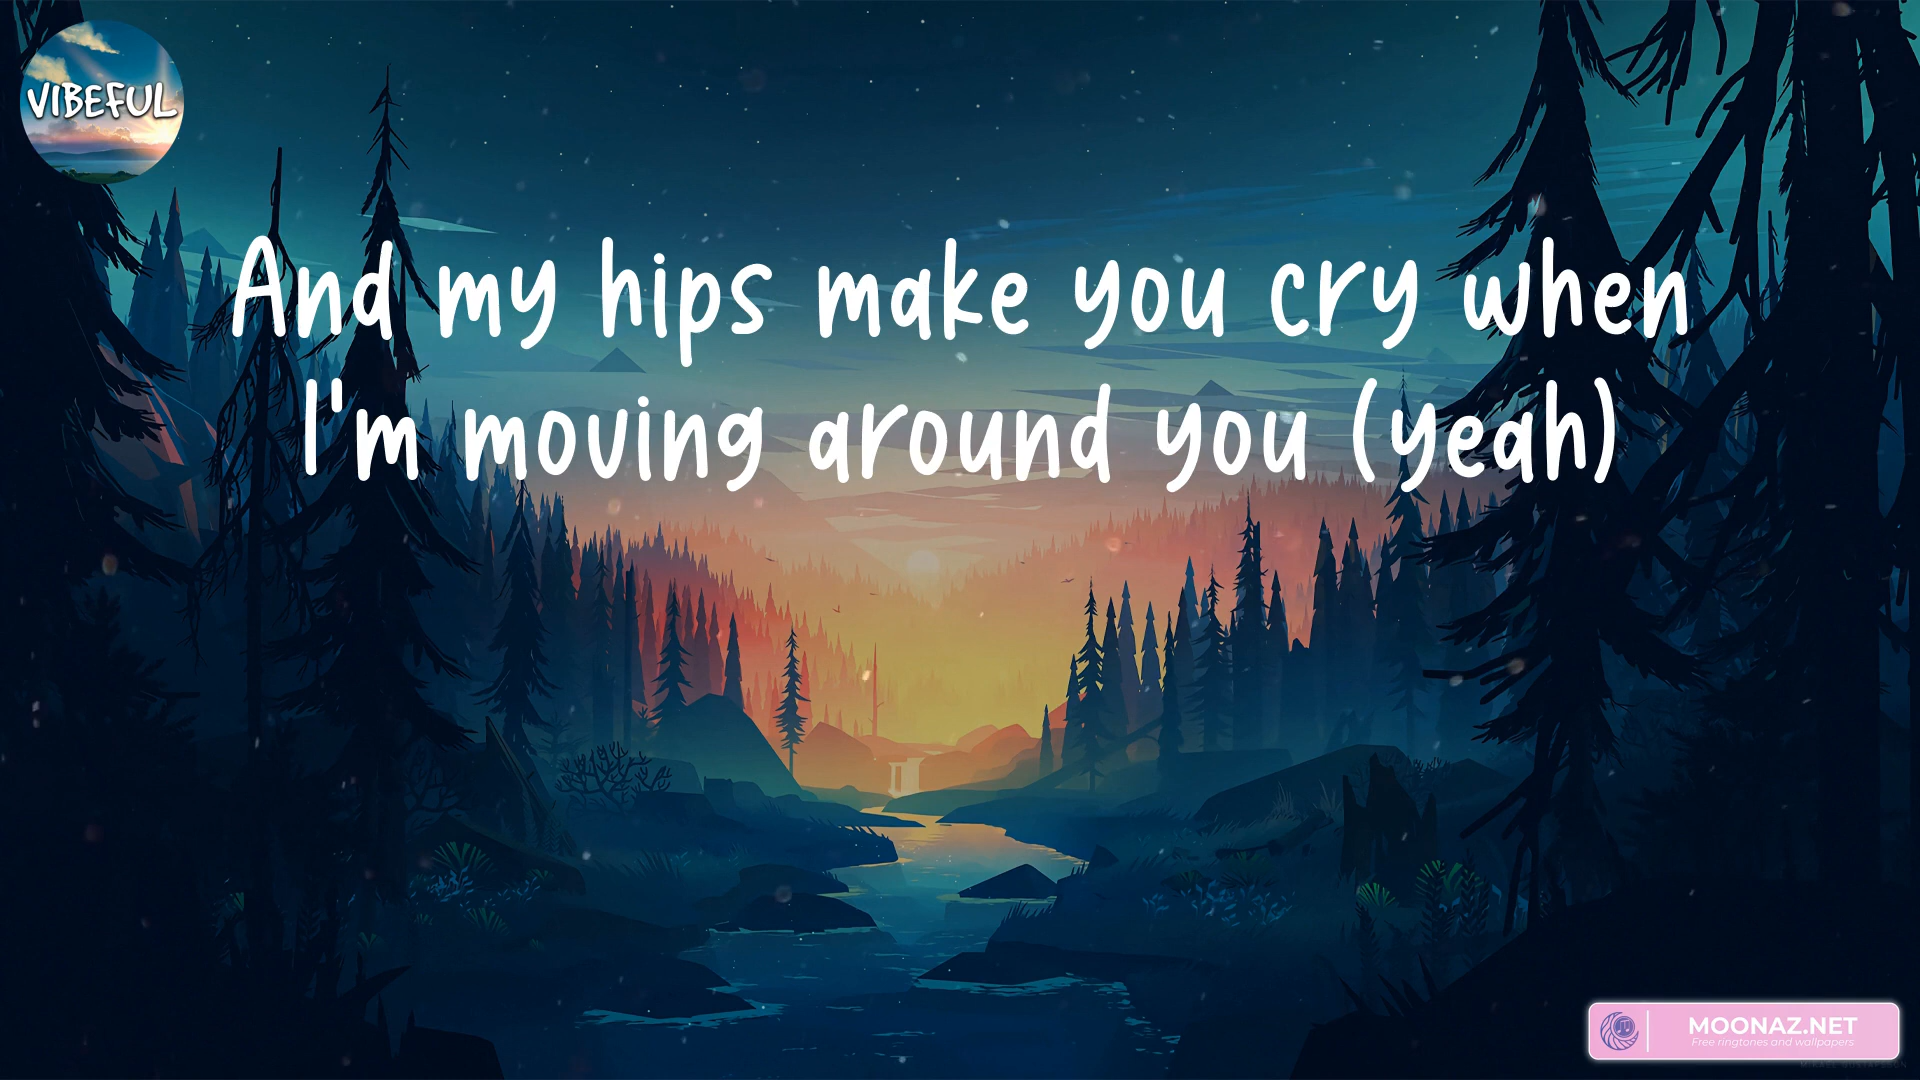 VIBEFUL
And my hips make you cry when
I'm moving around you (yeah)
MOONAZ.NET
Free ringtones and wallpapers